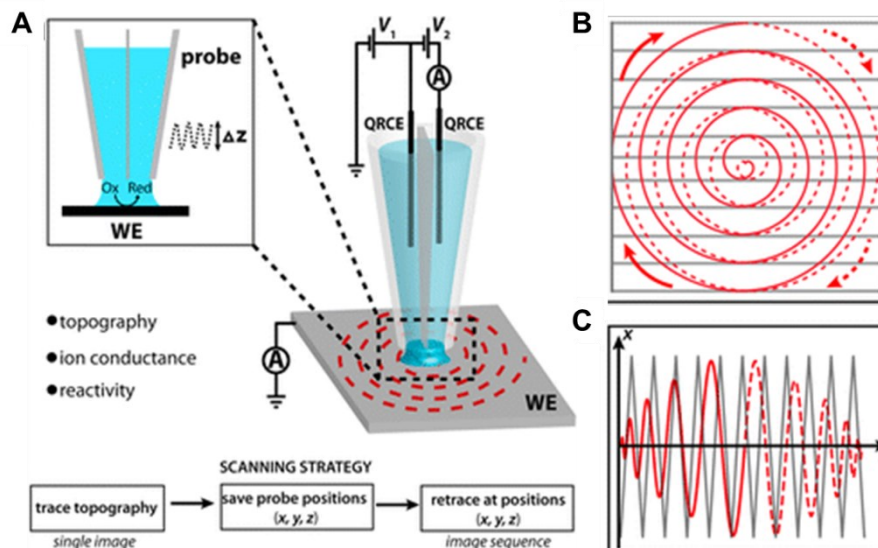 A
probe
Δz
Ox Red
WE
V1 V2
A
QRCE QRCE
topography
ion conductance
reactivity
A
WE
SCANNING STRATEGY
trace topography
save probe positions
(x, y, z)
retrace at positions
(x, y, z)
single image
image sequence
B
C
x